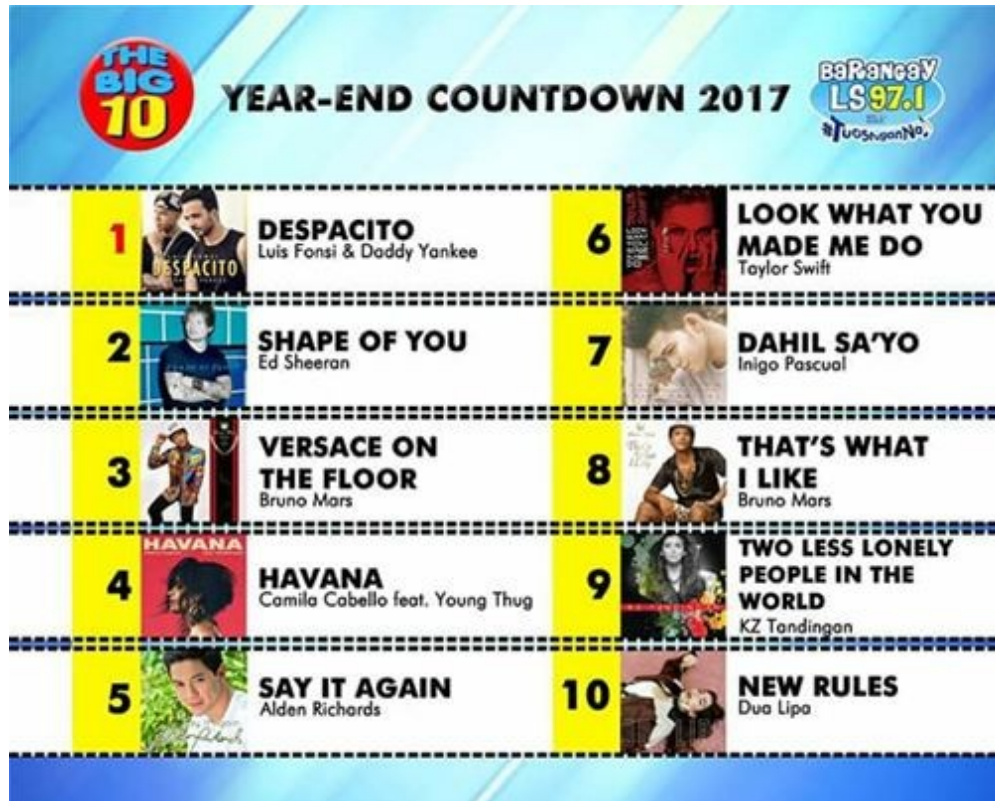 THE
BIG
10
YEAR-END COUNTDOWN 2017
BaRaNGaY
LS 97.1
1
DESPACITO
DESPACITO
Luis Fonsi & Daddy Yankee
2
SHAPE OF YOU
Ed Sheeran
3
VERSACE ON
THE FLOOR
Bruno Mars
4
HAVANA
HAVANA
Camila Cabello feat. Young Thug
5
SAY IT AGAIN
Alden Richards
6
LOOK WHAT YOU
MADE ME DO
Taylor Swift
7
DAHIL SA'YO
Inigo Pascual
8
THAT'S WHAT
I LIKE
Bruno Mars
9
TWO LESS LONELY
PEOPLE IN THE
WORLD
KZ Tandingan
10
NEW RULES
Dua Lipa